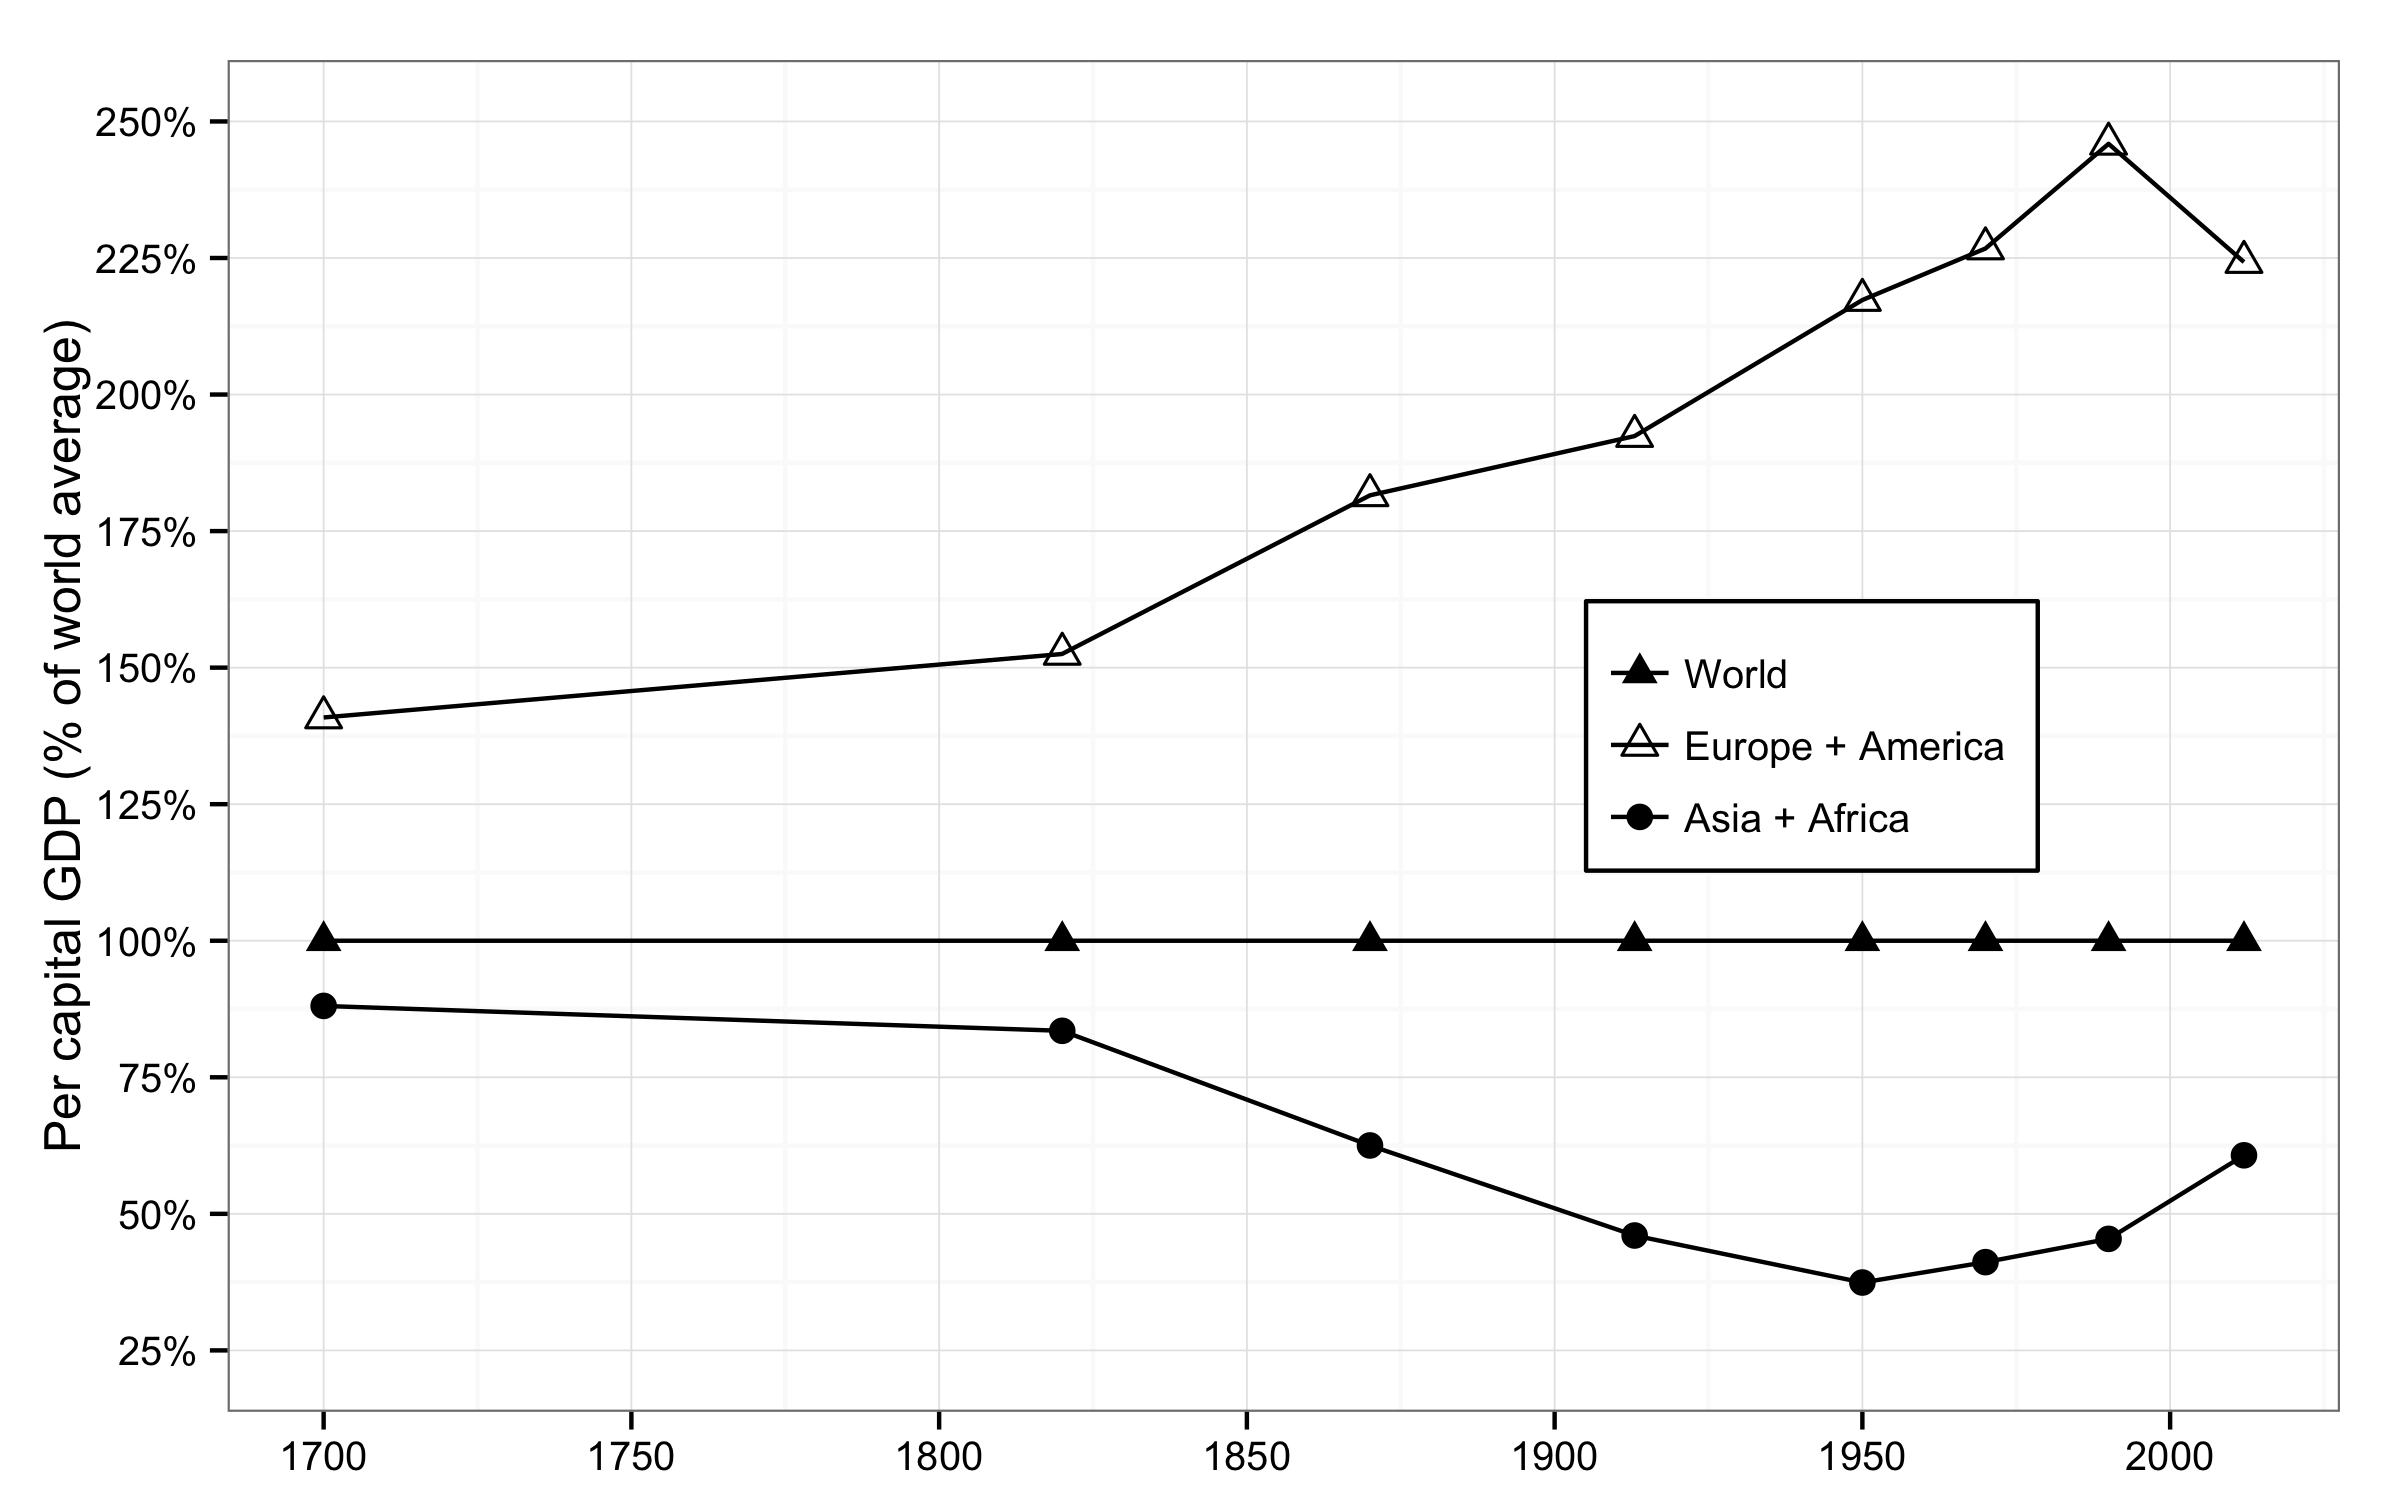 Per capital GDP (% of world average)
250%
225%
200%
175%
150%
125%
100%
75%
50%
25%
World
Europe + America
Asia + Africa
1700 1750 1800 1850 1900 1950 2000